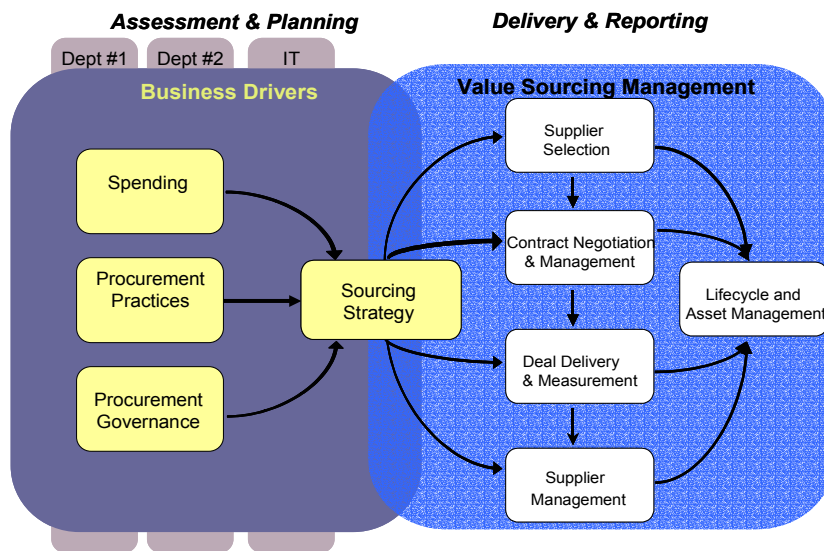 Assessment & Planning
Delivery & Reporting
Dept #1
Dept #2
IT
Business Drivers
Value Sourcing Management
Spending
Procurement
Practices
Procurement
Governance
Sourcing
Strategy
Supplier
Selection
Contract Negotiation
& Management
Deal Delivery
& Measurement
Supplier
Management
Lifecycle and
Asset Management